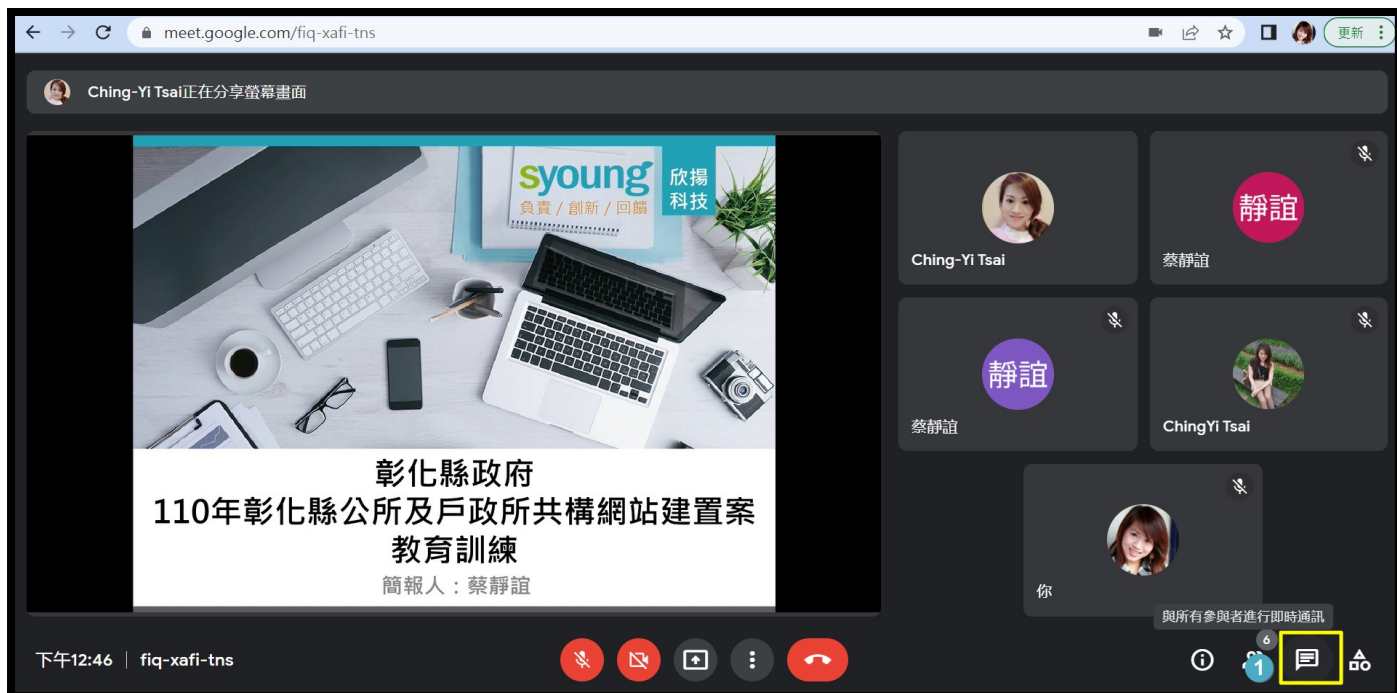 meet.google.com/fiq-xafi-tns
更新
Ching-Yi Tsai正在分享螢幕畫面
syoung 欣揚科技
負責 / 創新 / 回饋
彰化縣政府
110年彰化縣公所及戶政所共構網站建置案
教育訓練
簡報人：蔡靜誼
Ching-Yi Tsai
靜誼
蔡靜誼
靜誼
蔡靜誼
ChingYi Tsai
你
與所有參與者進行即時通訊
下午12:46 | fiq-xafi-tns
6
1